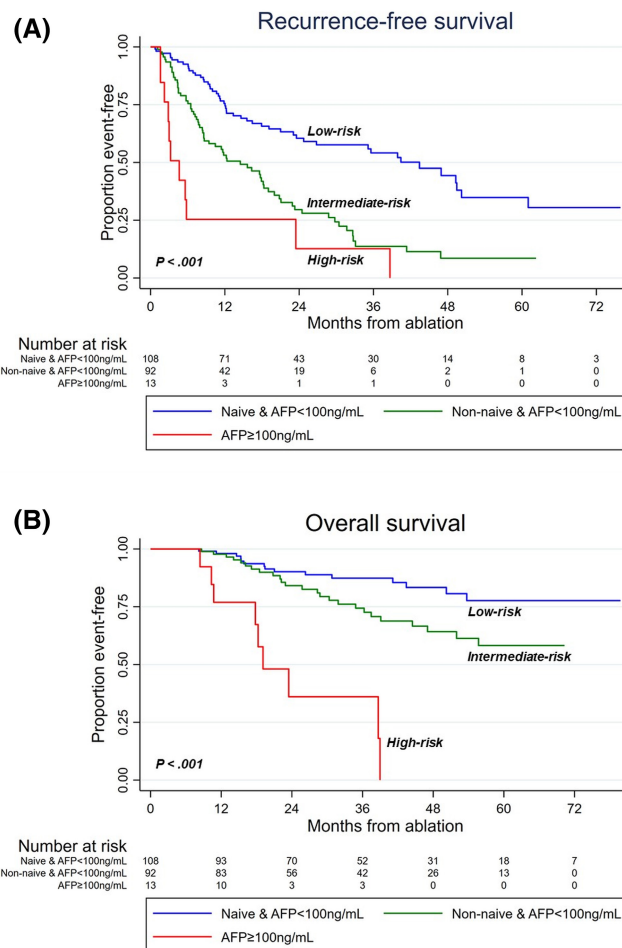 (A)
Recurrence-free survival
Proportion event-free
1.00
0.75
0.50
0.25
0.00
Low-risk
Intermediate-risk
High-risk
P < .001
0 12 24 36 48 60 72
Months from ablation
Number at risk
Naive & AFP<100ng/mL 108 71 43 30 14 8 3
Non-naive & AFP<100ng/mL 92 42 19 6 2 1 0
AFP≥100ng/mL 13 3 1 1 0 0 0
Naive & AFP<100ng/mL Non-naive & AFP<100ng/mL
AFP≥100ng/mL
(B)
Overall survival
Proportion event-free
1.00
0.75
0.50
0.25
0.00
Low-risk
Intermediate-risk
High-risk
P < .001
0 12 24 36 48 60 72
Months from ablation
Number at risk
Naive & AFP<100ng/mL 108 93 70 52 31 18 7
Non-naive & AFP<100ng/mL 92 83 56 42 26 13 0
AFP≥100ng/mL 13 10 3 3 0 0 0
Naive & AFP<100ng/mL Non-naive & AFP<100ng/mL
AFP≥100ng/mL